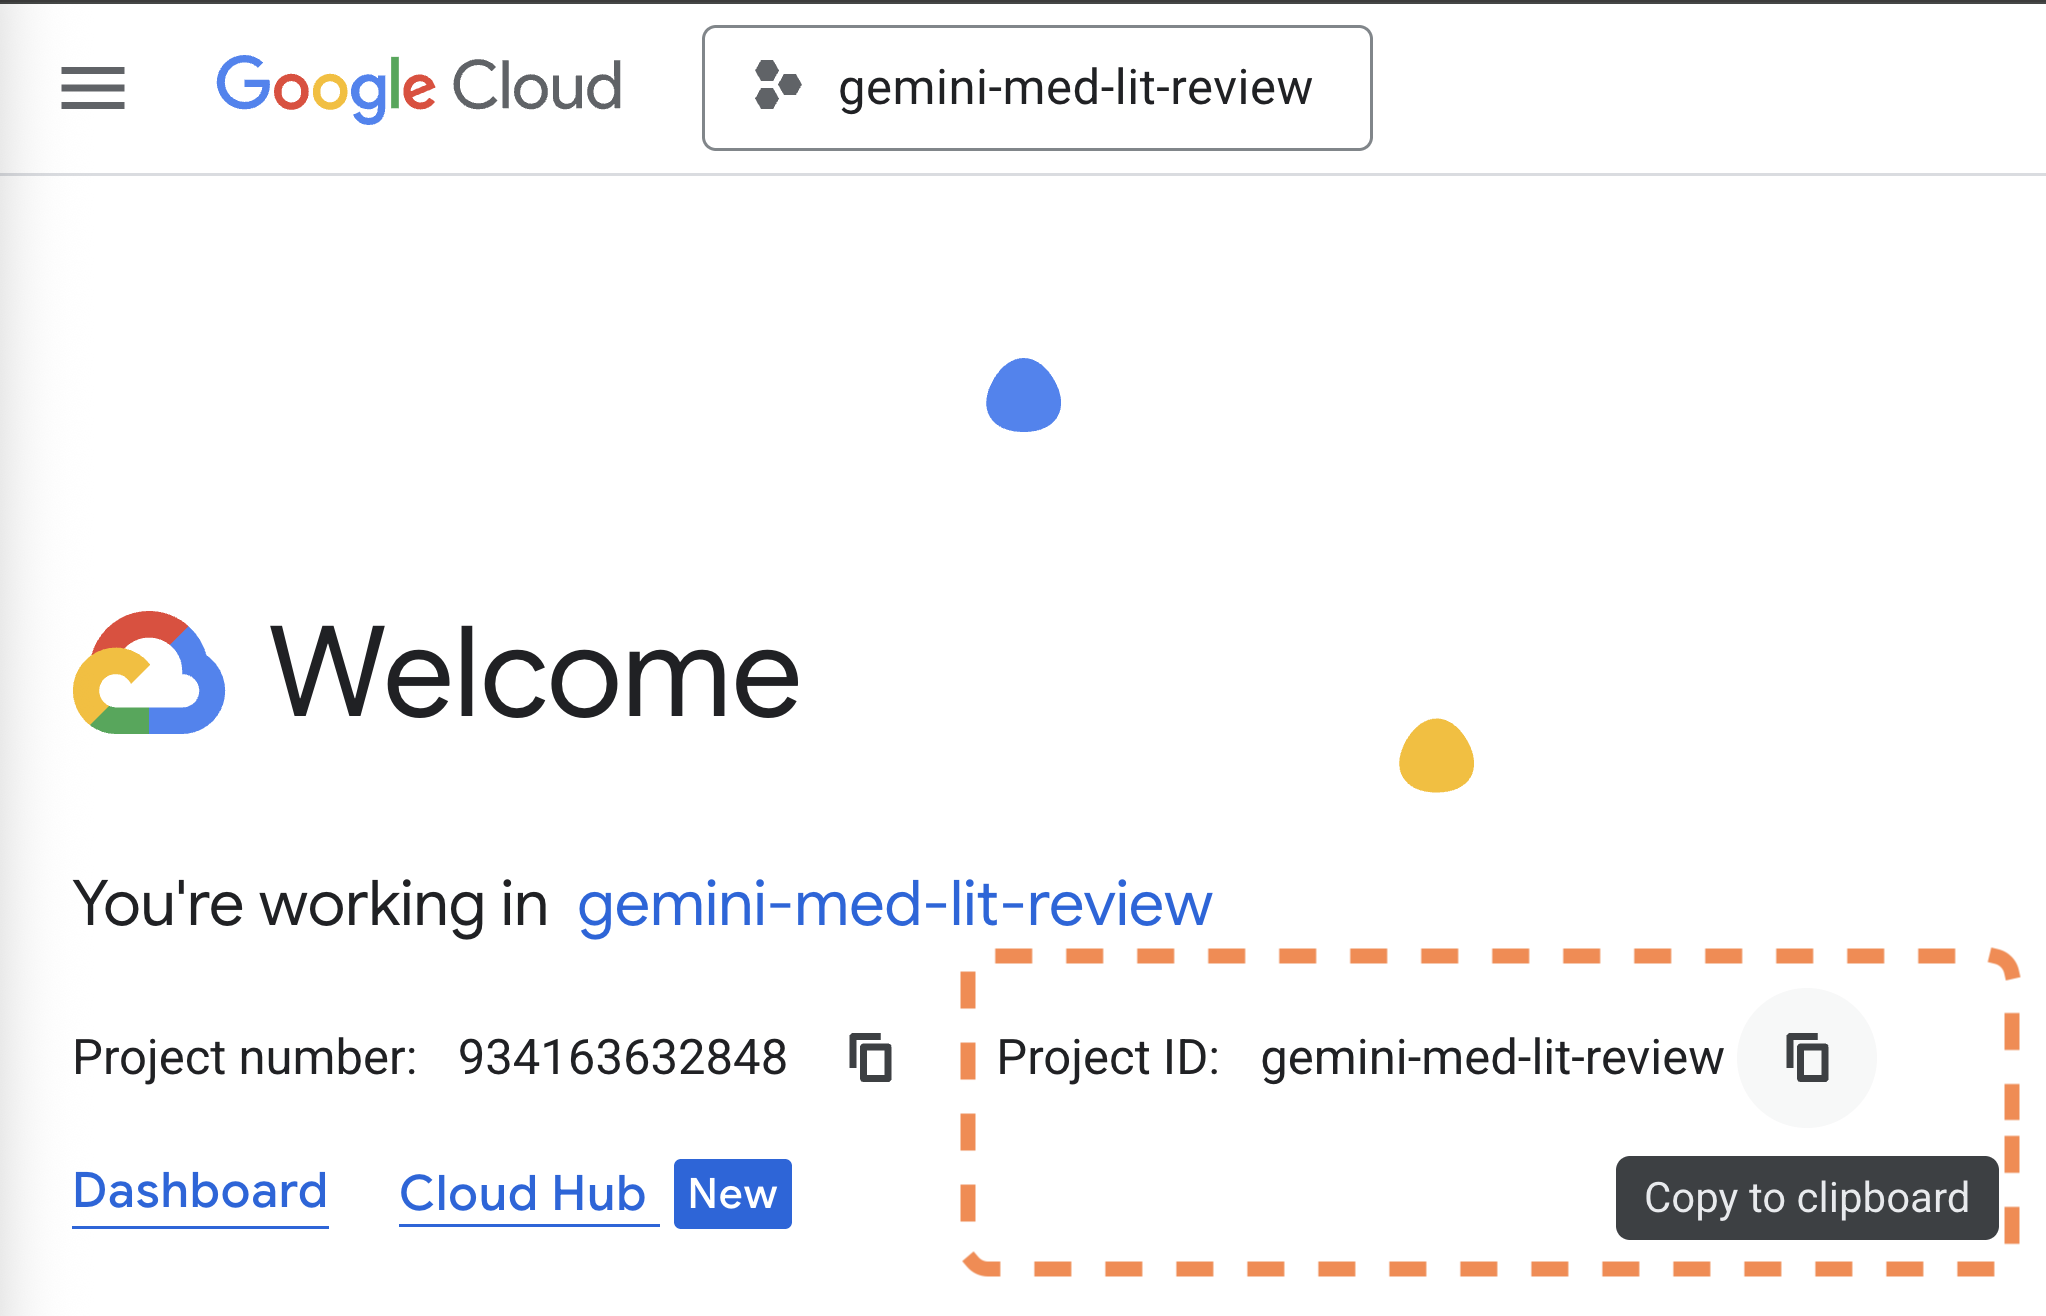 Google Cloud gemini-med-lit-review
Welcome
You're working in gemini-med-lit-review
Project number: 934163632848 Project ID: gemini-med-lit-review
Dashboard Cloud Hub New Copy to clipboard